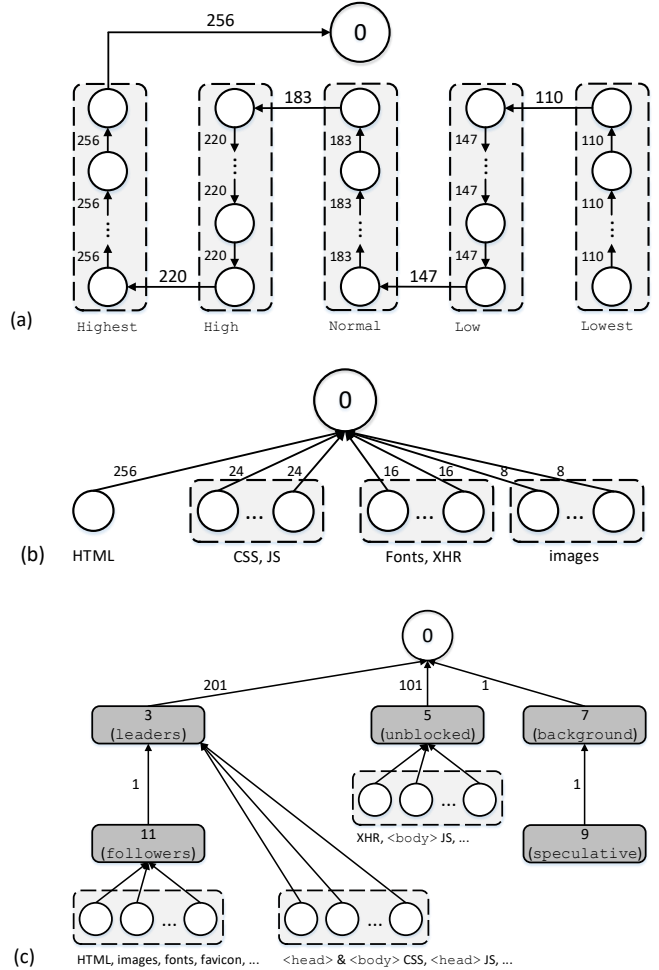 256
0
183
110
256
220
183
147
110
...
...
256
220
183
147
110
...
...
...
256
220
183
147
110
220
147
(a)
Highest
High
Normal
Low
Lowest
0
256
24
24
16
16
8
8
...
...
...
(b)
HTML
CSS, JS
Fonts, XHR
images
0
201
101
1
3
(leaders)
5
(unblocked)
7
(background)
1
1
...
XHR, <body> JS, ...
11
(followers)
9
(speculative)
...
...
(c)
HTML, images, fonts, favicon, ...
<head> & <body> CSS, <head> JS, ...